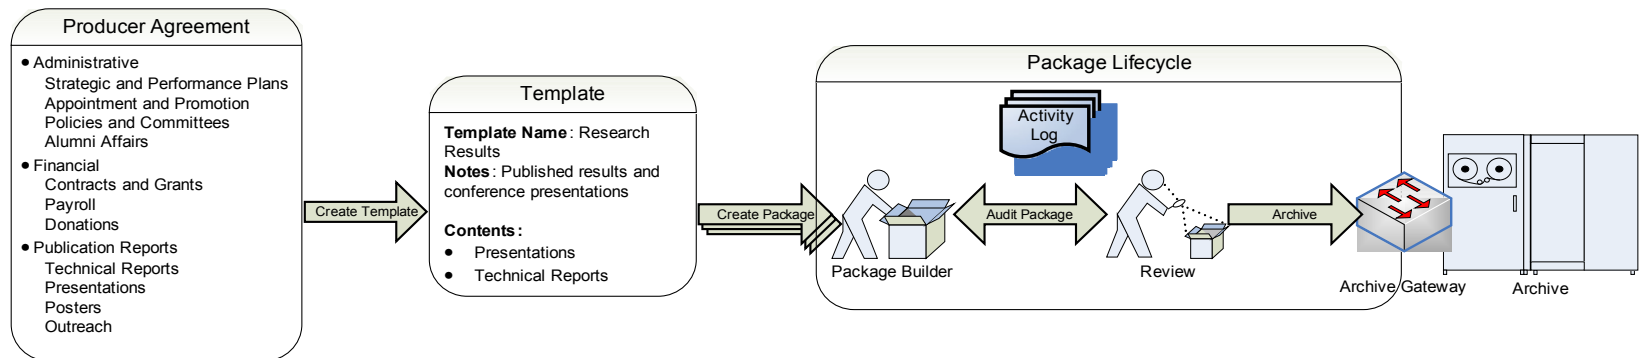 Producer Agreement
● Administrative
Strategic and Performance Plans
Appointment and Promotion
Policies and Committees
Alumni Affairs
● Financial
Contracts and Grants
Payroll
Donations
● Publication Reports
Technical Reports
Presentations
Posters
Outreach
Create Template
Template
Template Name: Research
Results
Notes: Published results and
conference presentations
Contents:
● Presentations
● Technical Reports
Create Package
Package Lifecycle
Activity
Log
Package Builder
Audit Package
Review
Archive
Archive Gateway
Archive